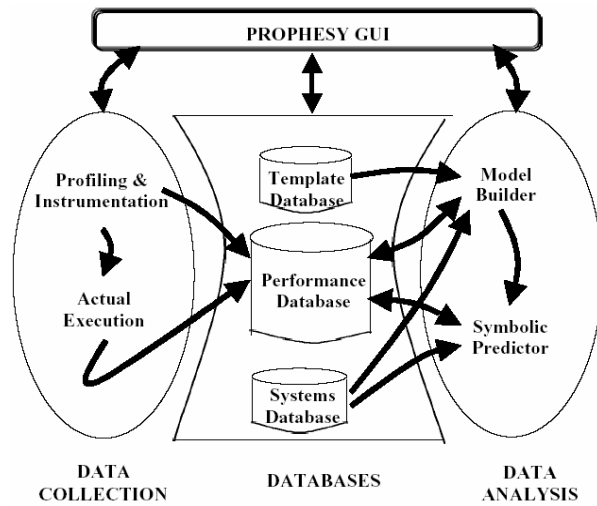 PROPHESY GUI
Profiling &
Instrumentation
Actual
Execution
Template
Database
Performance
Database
Systems
Database
Model
Builder
Symbolic
Predictor
DATA
COLLECTION
DATABASES
DATA
ANALYSIS